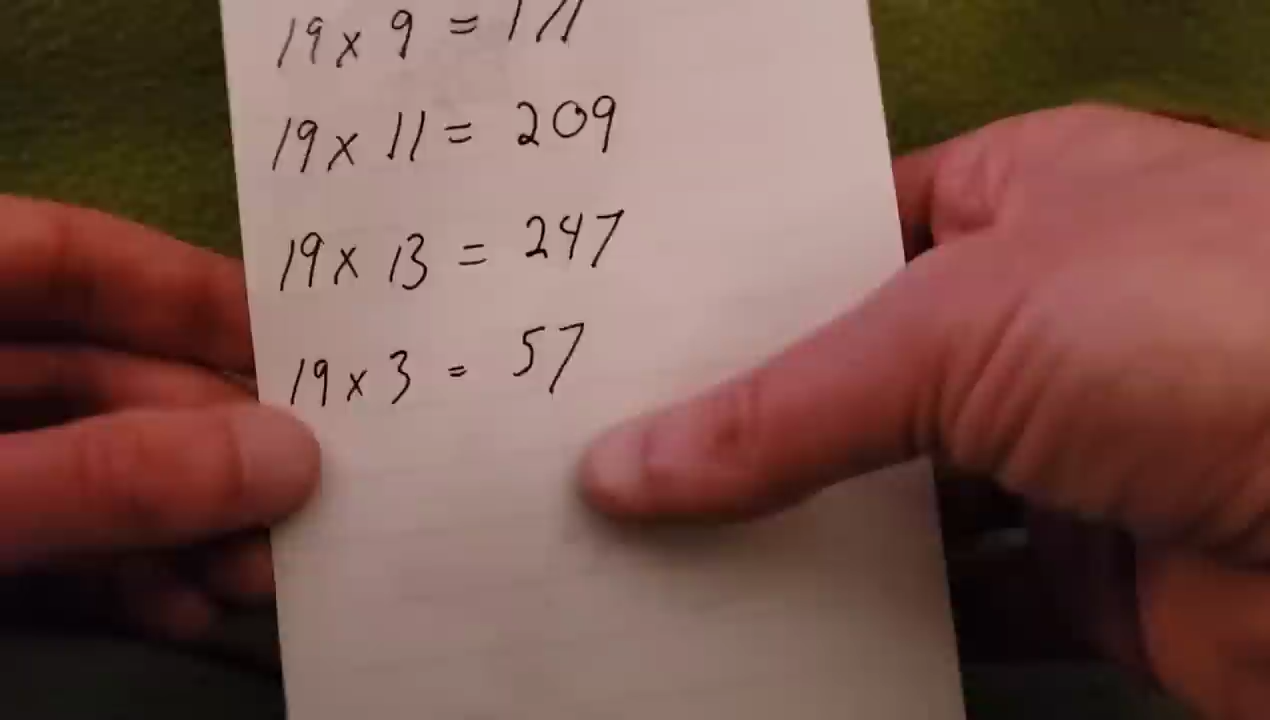 19 x 9 = 171
19 x 11 = 209
19 x 13 = 247
19 x 3 = 57